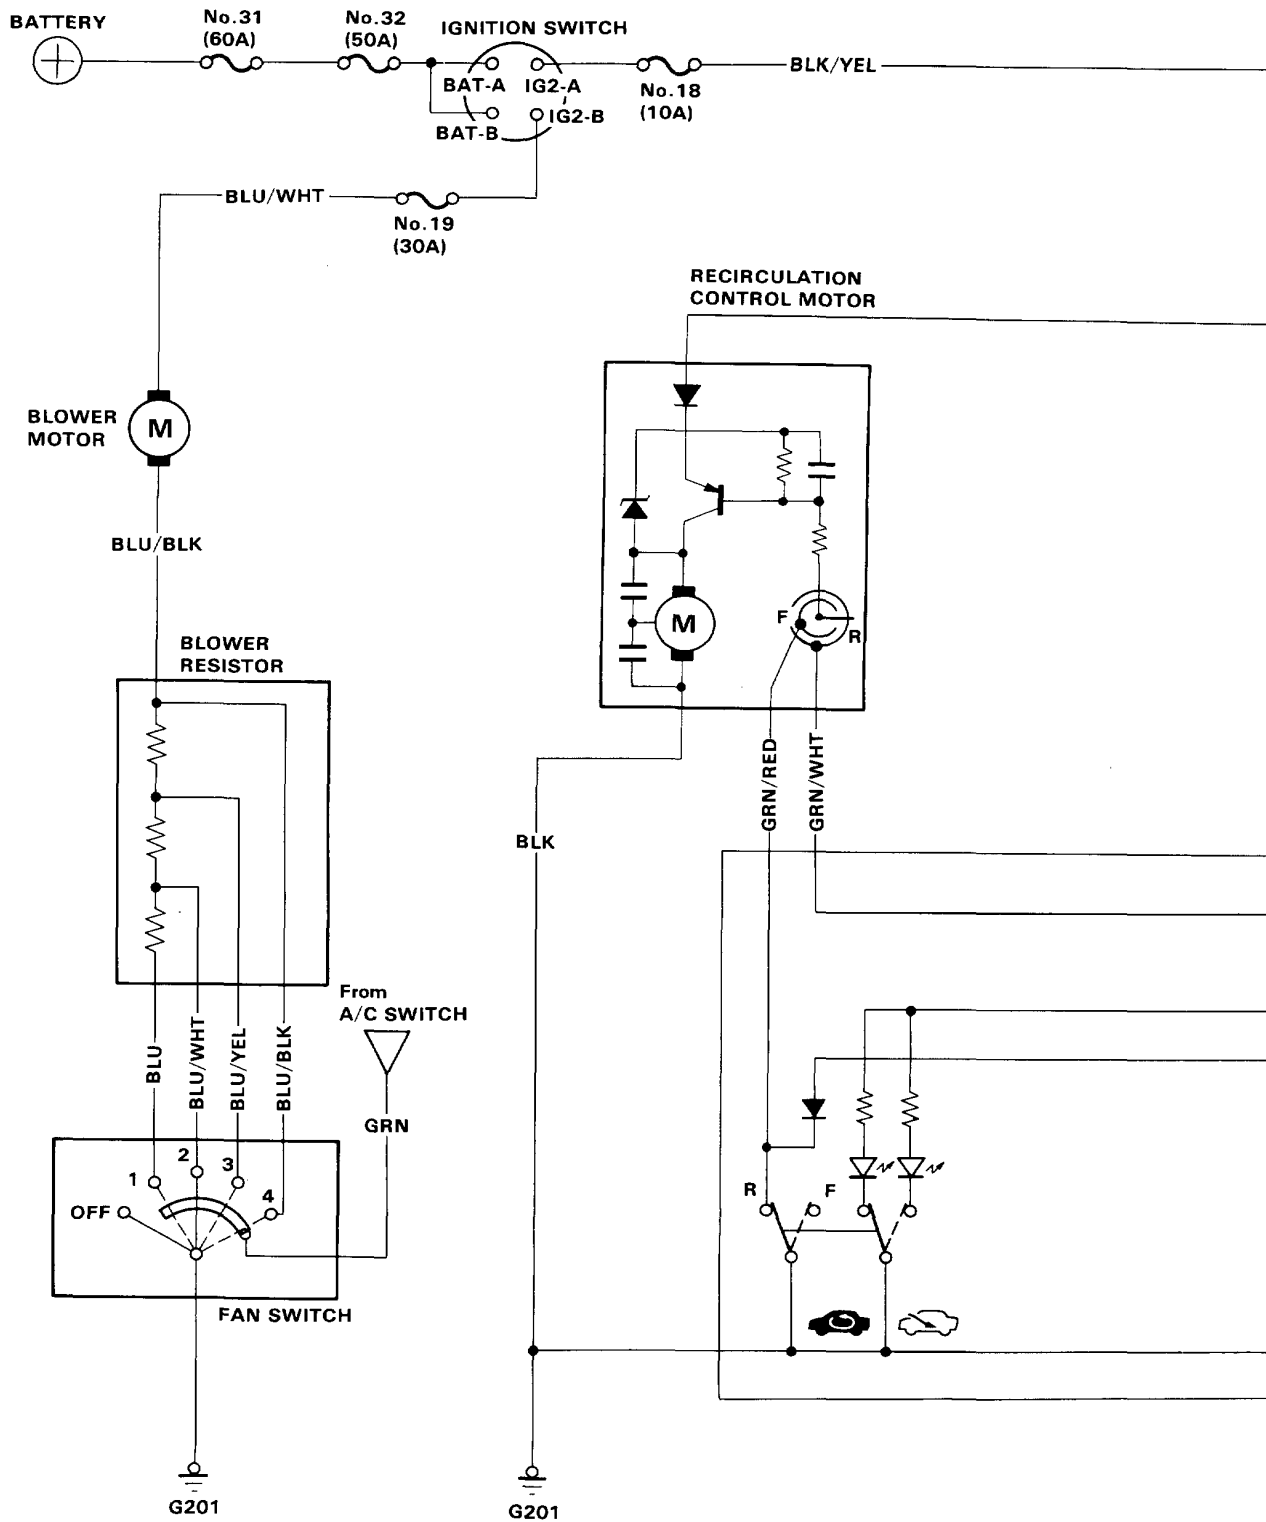 BATTERY
No.31
(60A)
No.32
(50A)
IGNITION SWITCH
BAT-A
IG2-A
BAT-B
IG2-B
No.18
(10A)
BLK/YEL
BLU/WHT
No.19
(30A)
RECIRCULATION
CONTROL MOTOR
BLOWER
MOTOR
M
BLU/BLK
M
F
R
BLOWER
RESISTOR
GRN/RED
GRN/WHT
BLK
From
A/C SWITCH
BLU
BLU/WHT
BLU/YEL
BLU/BLK
GRN
1
2
3
4
OFF
R
F
FAN SWITCH
G201
G201